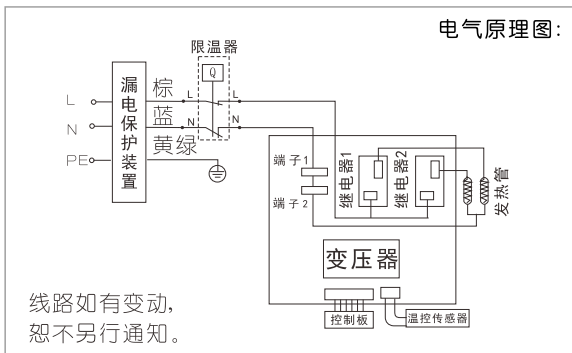 电气原理图：
限温器
Q
漏电保护装置
L
N
PE
棕
蓝
黄绿
L
N
L
N
端子1
端子2
继电器1
继电器2
发热管
变压器
控制板
温控传感器
线路如有变动,
恕不另行通知。